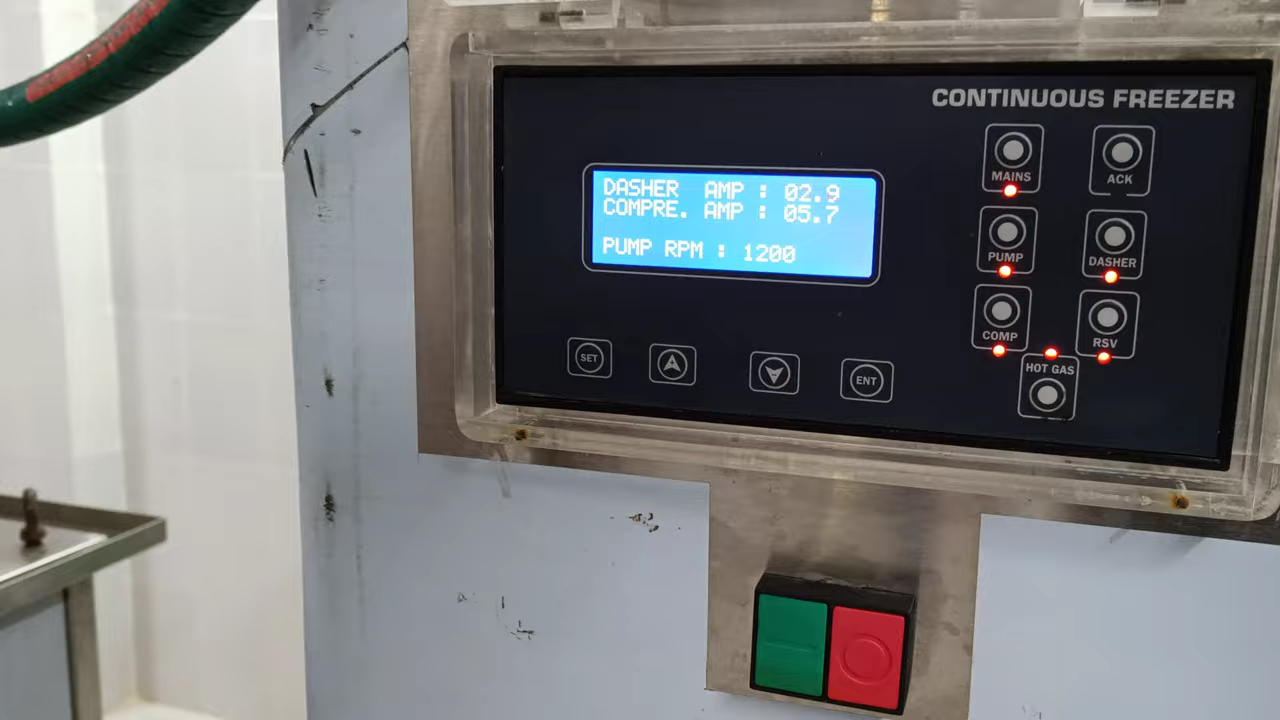 CONTINUOUS FREEZER
DASHER AMP : 02.9
COMPRE. AMP : 05.7
PUMP RPM : 1200
MAINS
ACK
PUMP
DASHER
COMP
RSV
HOT GAS
SET
ENT